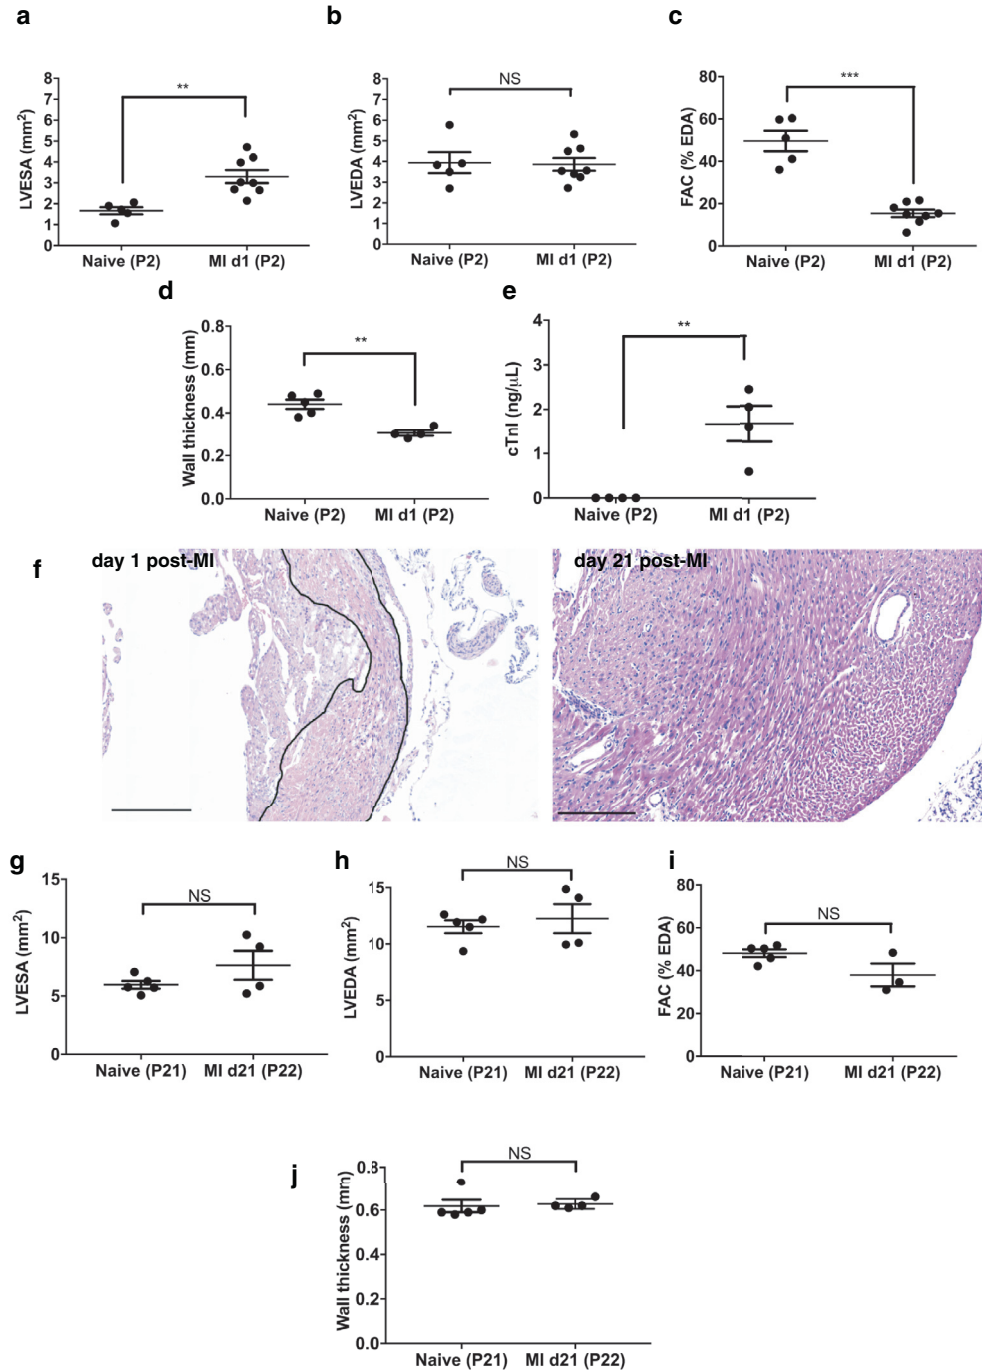 a
b
c
LVESA (mm²)
8
7
6
5
4
3
2
1
0
**
Naive (P2)
MI d1 (P2)
LVEDA (mm²)
8
7
6
5
4
3
2
1
0
NS
Naive (P2)
MI d1 (P2)
FAC (% EDA)
80
60
40
20
0
***
Naive (P2)
MI d1 (P2)
d
e
Wall thickness (mm)
0.8
0.6
0.4
0.2
0.0
**
Naive (P2)
MI d1 (P2)
cTnI (ng/μL)
4
3
2
1
0
**
Naive (P2)
MI d1 (P2)
f
day 1 post-MI
day 21 post-MI
g
h
i
LVESA (mm²)
15
10
5
0
NS
Naive (P21)
MI d21 (P22)
LVEDA (mm²)
15
10
5
0
NS
Naive (P21)
MI d21 (P22)
FAC (% EDA)
80
60
40
20
0
NS
Naive (P21)
MI d21 (P22)
j
Wall thickness (mm)
0.8
0.6
0.4
0.2
0.0
NS
Naive (P21)
MI d21 (P22)